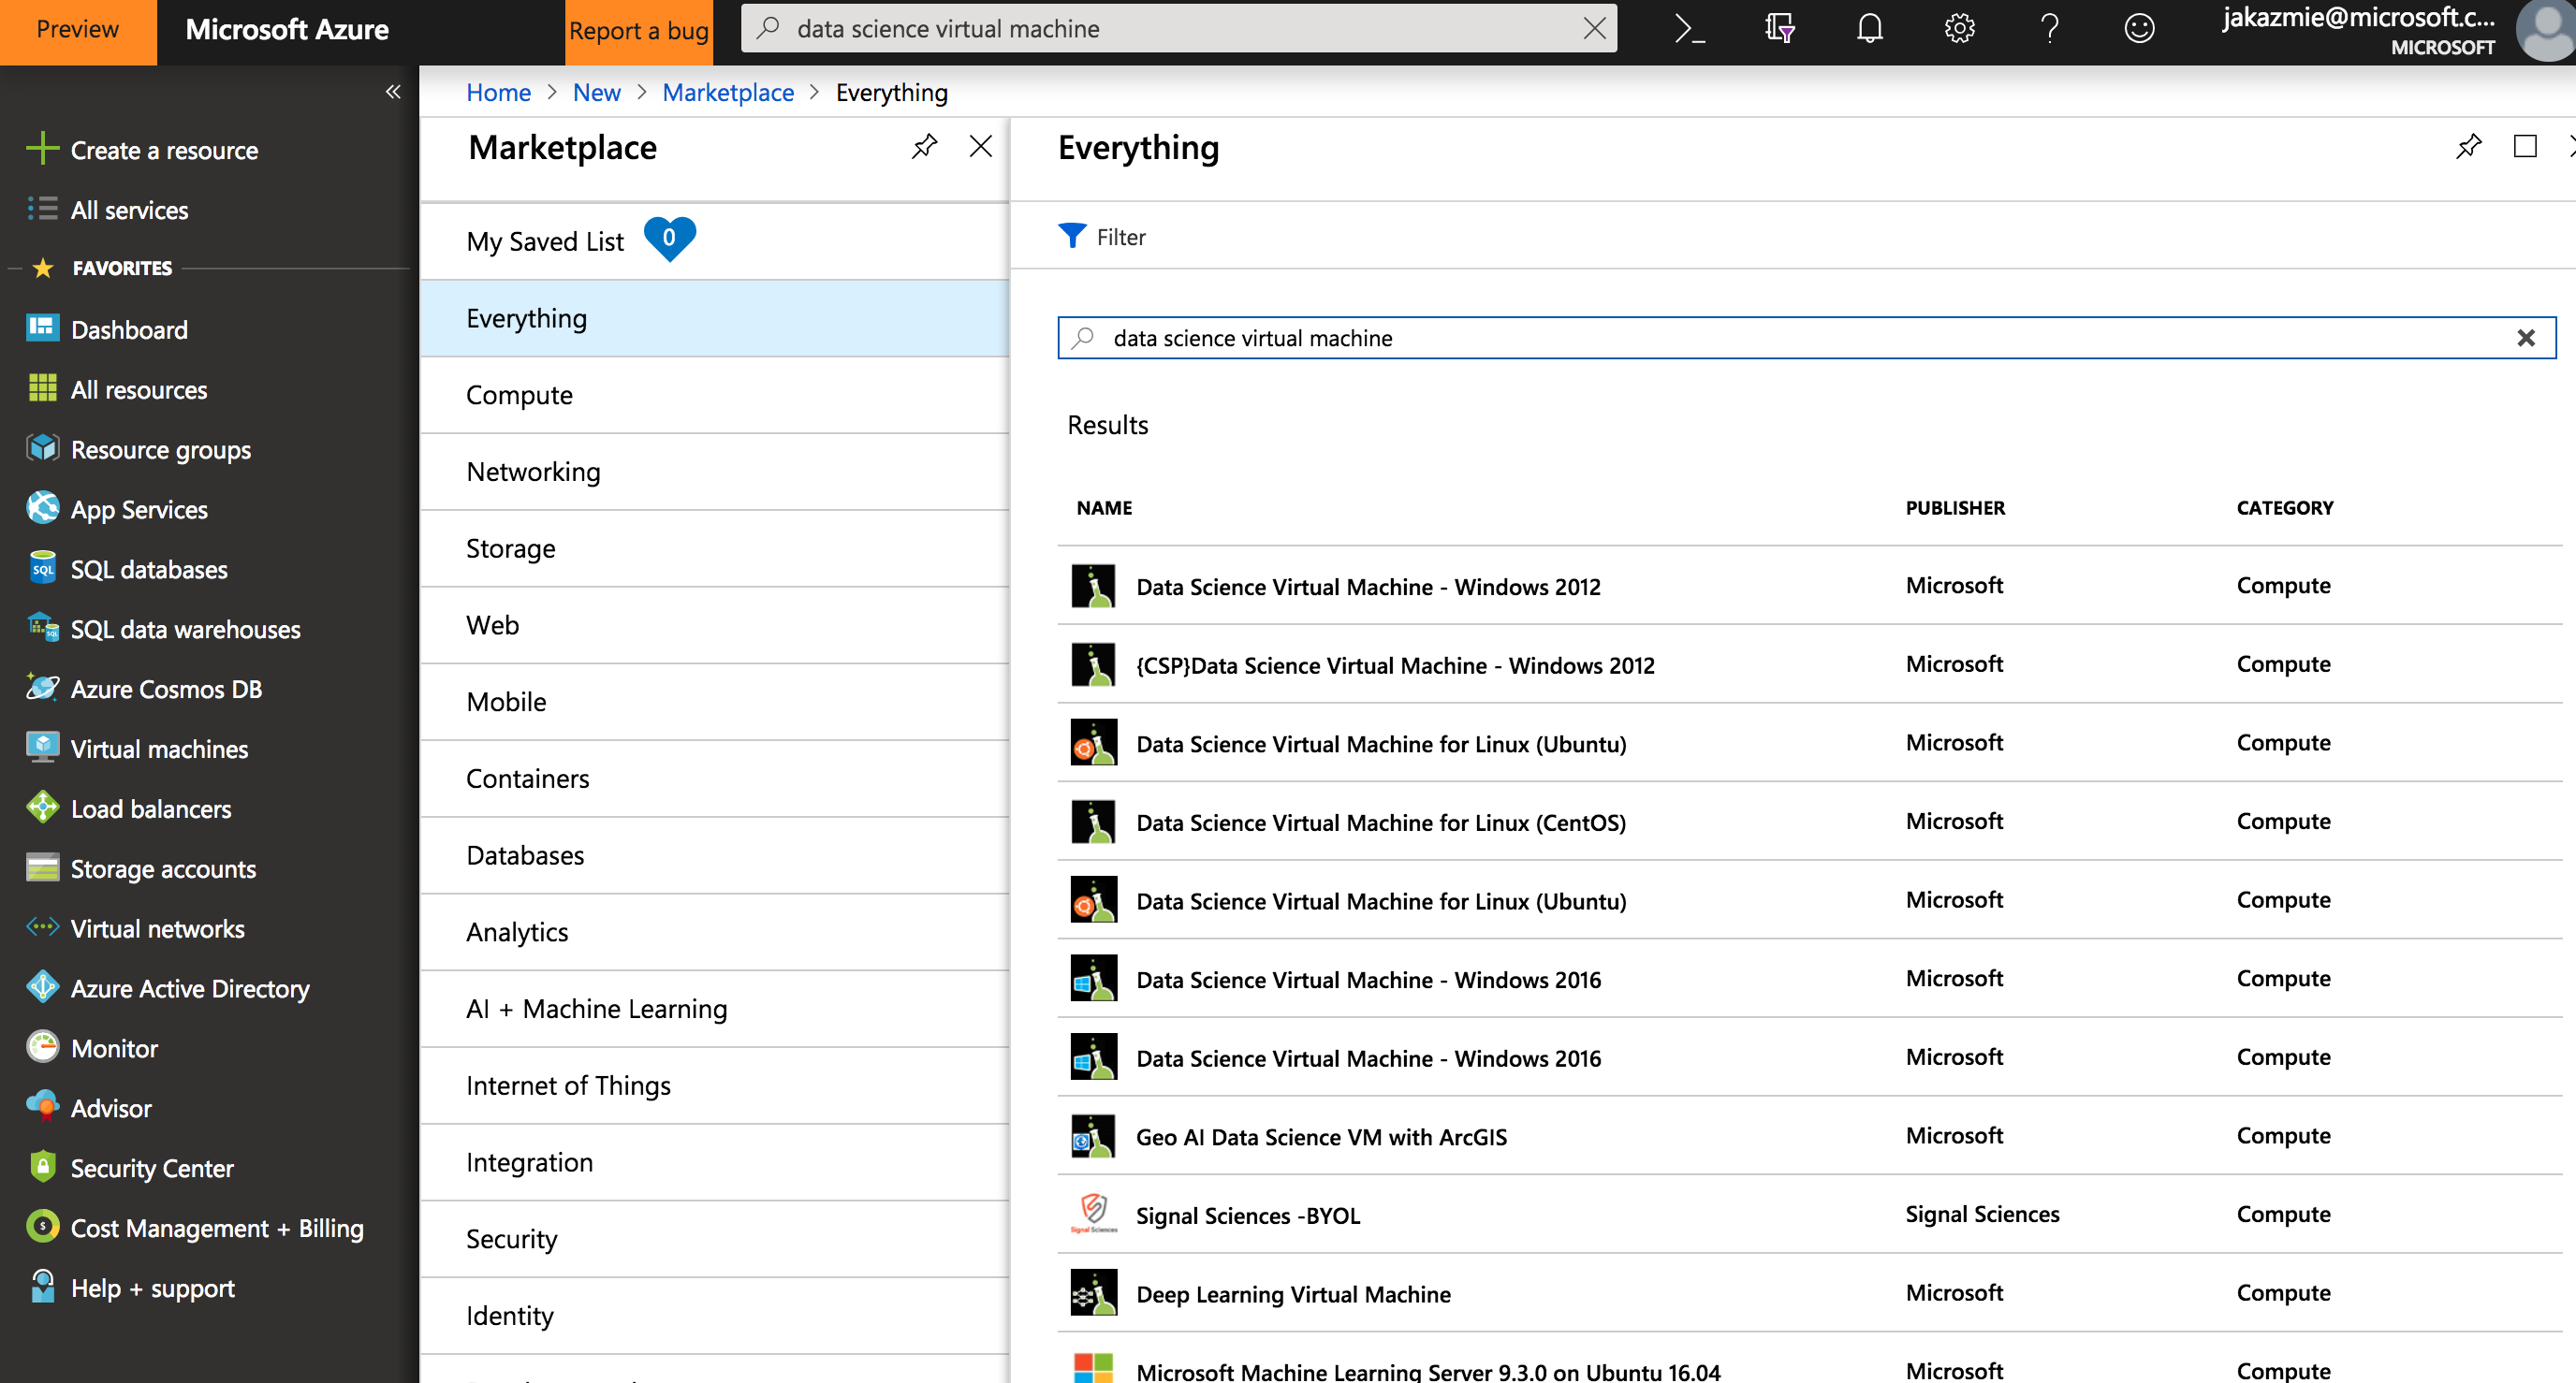 Preview
Microsoft Azure
Report a bug
data science virtual machine
jakazmie@microsoft.c...
MICROSOFT
Create a resource
All services
FAVORITES
Dashboard
All resources
Resource groups
App Services
SQL
SQL databases
SQL data warehouses
Azure Cosmos DB
Virtual machines
Load balancers
Storage accounts
Virtual networks
Azure Active Directory
Monitor
Advisor
Security Center
Cost Management + Billing
Help + support
Home > New > Marketplace > Everything
Marketplace
My Saved List 0
Everything
Compute
Networking
Storage
Web
Mobile
Containers
Databases
Analytics
AI + Machine Learning
Internet of Things
Integration
Security
Identity
Everything
Filter
data science virtual machine
Results
NAME PUBLISHER CATEGORY
Data Science Virtual Machine - Windows 2012 Microsoft Compute
{CSP}Data Science Virtual Machine - Windows 2012 Microsoft Compute
Data Science Virtual Machine for Linux (Ubuntu) Microsoft Compute
Data Science Virtual Machine for Linux (CentOS) Microsoft Compute
Data Science Virtual Machine for Linux (Ubuntu) Microsoft Compute
Data Science Virtual Machine - Windows 2016 Microsoft Compute
Data Science Virtual Machine - Windows 2016 Microsoft Compute
Geo AI Data Science VM with ArcGIS Microsoft Compute
Signal Sciences
Signal Sciences -BYOL Signal Sciences Compute
Deep Learning Virtual Machine Microsoft Compute
Microsoft Machine Learning Server 9.3.0 on Ubuntu 16.04 Microsoft Compute